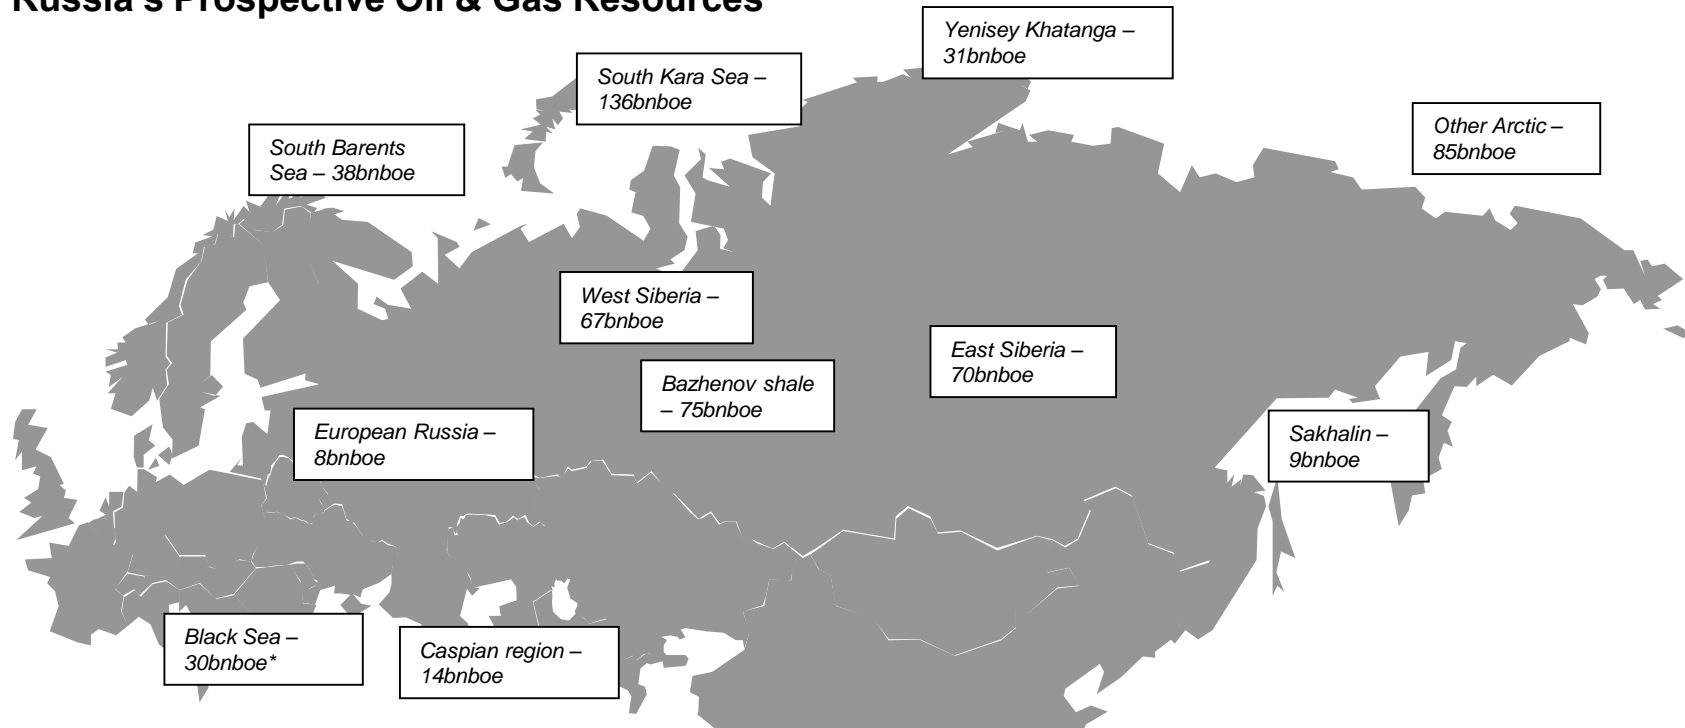 Russia's Prospective Oil & Gas Resources
Yenisey Khatanga –
31bnboe
South Kara Sea –
136bnboe
Other Arctic –
85bnboe
South Barents
Sea – 38bnboe
West Siberia –
67bnboe
East Siberia –
70bnboe
Bazhenov shale
– 75bnboe
European Russia –
8bnboe
Sakhalin –
9bnboe
Black Sea –
30bnboe*
Caspian region –
14bnboe